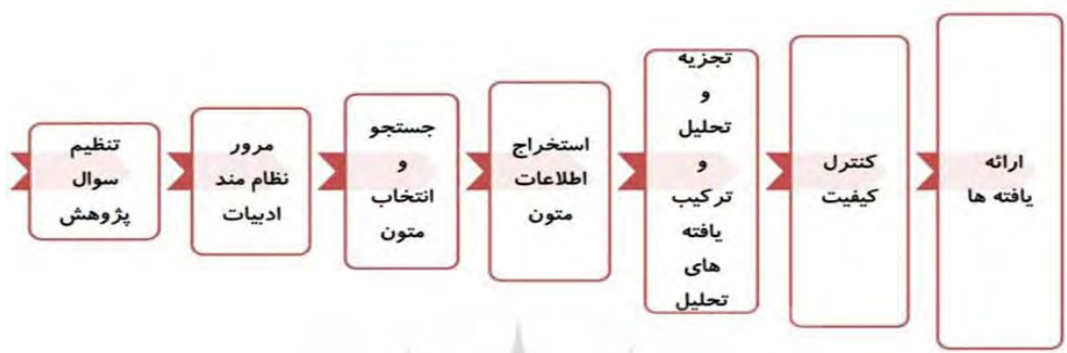 تنظیم
سوال
پژوهش
مرور
نظام مند
ادبیات
جستجو
و
انتخاب
متون
استخراج
اطلاعات
متون
تجزیه
و
تحلیل
و
ترکیب
یافته
های
تحلیل
کنترل
کیفیت
ارائه
یافته ها